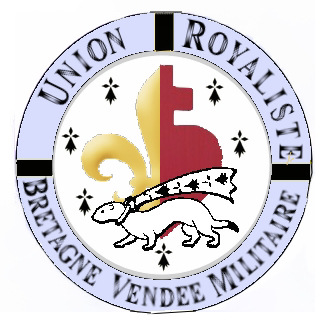 UNION ROYALISTE
BRETAGNE VENDEE MILITAIRE